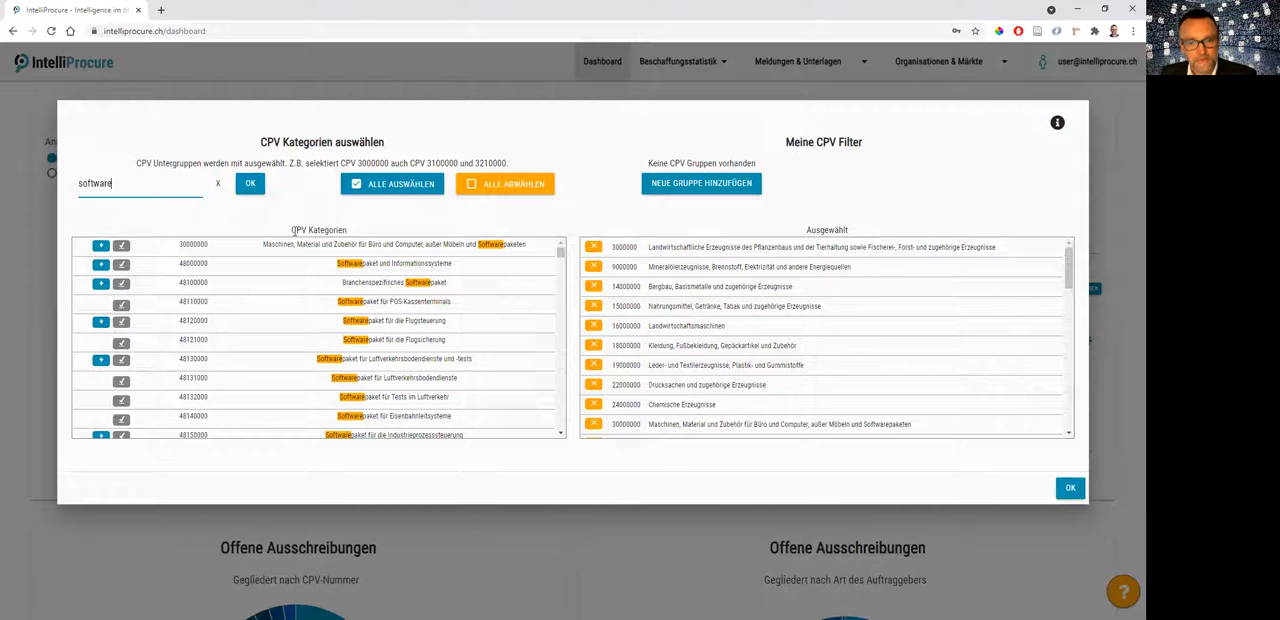 IntelliProcure - Intelligence im öf
intelliprocure.ch/dashboard
IntelliProcure
Dashboard
Beschaffungsstatistik
Meldungen & Unterlagen
Organisationen & Märkte
user@intelliprocure.ch
CPV Kategorien auswählen
Meine CPV Filter
CPV Untergruppen werden mit ausgewählt. Z.B. selektiert CPV 3000000 auch CPV 3100000 und 3210000.
Keine CPV Gruppen vorhanden
software
X
OK
ALLE AUSWÄHLEN
ALLE ABWÄHLEN
NEUE GRUPPE HINZUFÜGEN
CPV Kategorien
Ausgewählt
30000000 Maschinen, Material und Zubehör für Büro und Computer, außer Möbeln und Softwarepaketen
48000000 Softwarepaket und Informationssysteme
48100000 Branchenspezifisches Softwarepaket
48110000 Softwarepaket für POS-Kassenterminals
48120000 Softwarepaket für die Flugsteuerung
48121000 Softwarepaket für die Flugsicherung
48130000 Softwarepaket für Luftverkehrsbodendienste und -tests
48131000 Softwarepaket für Luftverkehrsbodendienste
48132000 Softwarepaket für Tests im Luftverkehr
48140000 Softwarepaket für Eisenbahnleitsysteme
48150000 Softwarepaket für die Industrieprozesssteuerung
3000000 Landwirtschaftliche Erzeugnisse des Pflanzenbaus und der Tierhaltung sowie Fischerei-, Forst- und zugehörige Erzeugnisse
9000000 Mineralölerzeugnisse, Brennstoff, Elektrizität und andere Energiequellen
14000000 Bergbau, Basismetalle und zugehörige Erzeugnisse
15000000 Nahrungsmittel, Getränke, Tabak und zugehörige Erzeugnisse
16000000 Landwirtschaftsmaschinen
18000000 Kleidung, Fußbekleidung, Gepäckartikel und Zubehör
19000000 Leder- und Textilerzeugnisse, Plastik- und Gummistoffe
22000000 Drucksachen und zugehörige Erzeugnisse
24000000 Chemische Erzeugnisse
30000000 Maschinen, Material und Zubehör für Büro und Computer, außer Möbeln und Softwarepaketen
OK
Offene Ausschreibungen
Offene Ausschreibungen
Gegliedert nach CPV-Nummer
Gegliedert nach Art des Auftraggebers
?